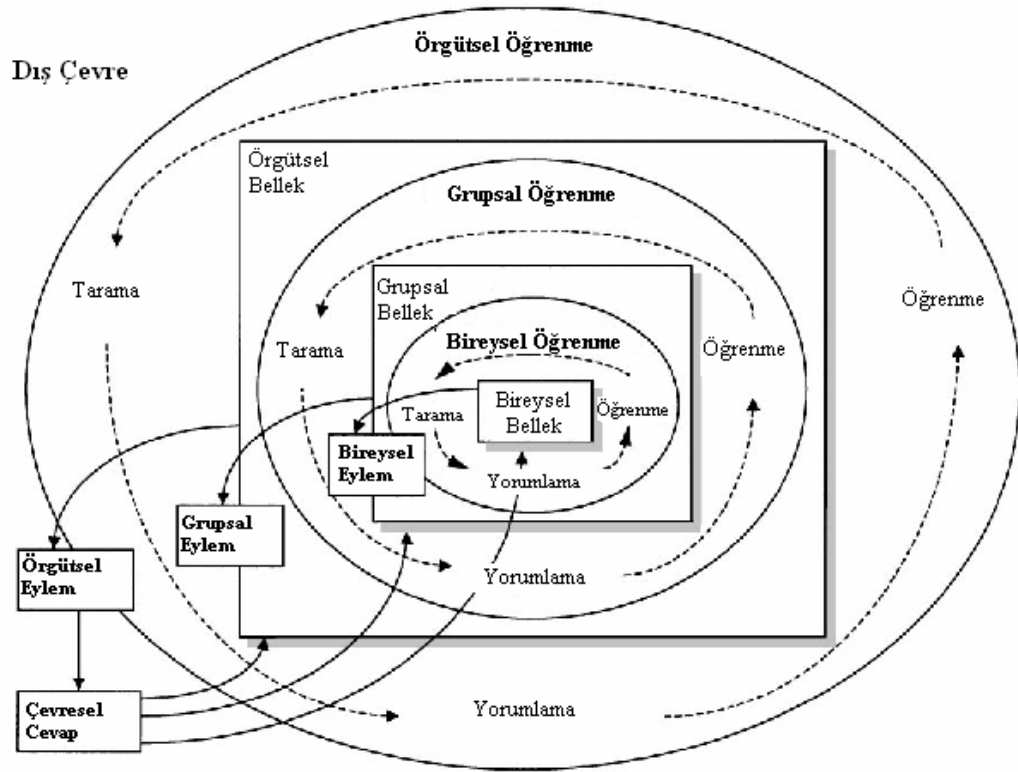 Örgütsel Öğrenme
Dış Çevre
Örgütsel
Bellek
Grupsal Öğrenme
Tarama
Öğrenme
Grupsal
Bellek
Tarama
Öğrenme
Bireysel Öğrenme
Bireysel
Bellek
Tarama
Öğrenme
Yorumlama
Bireysel
Eylem
Grupsal
Eylem
Örgütsel
Eylem
Yorumlama
Çevresel
Cevap
Yorumlama